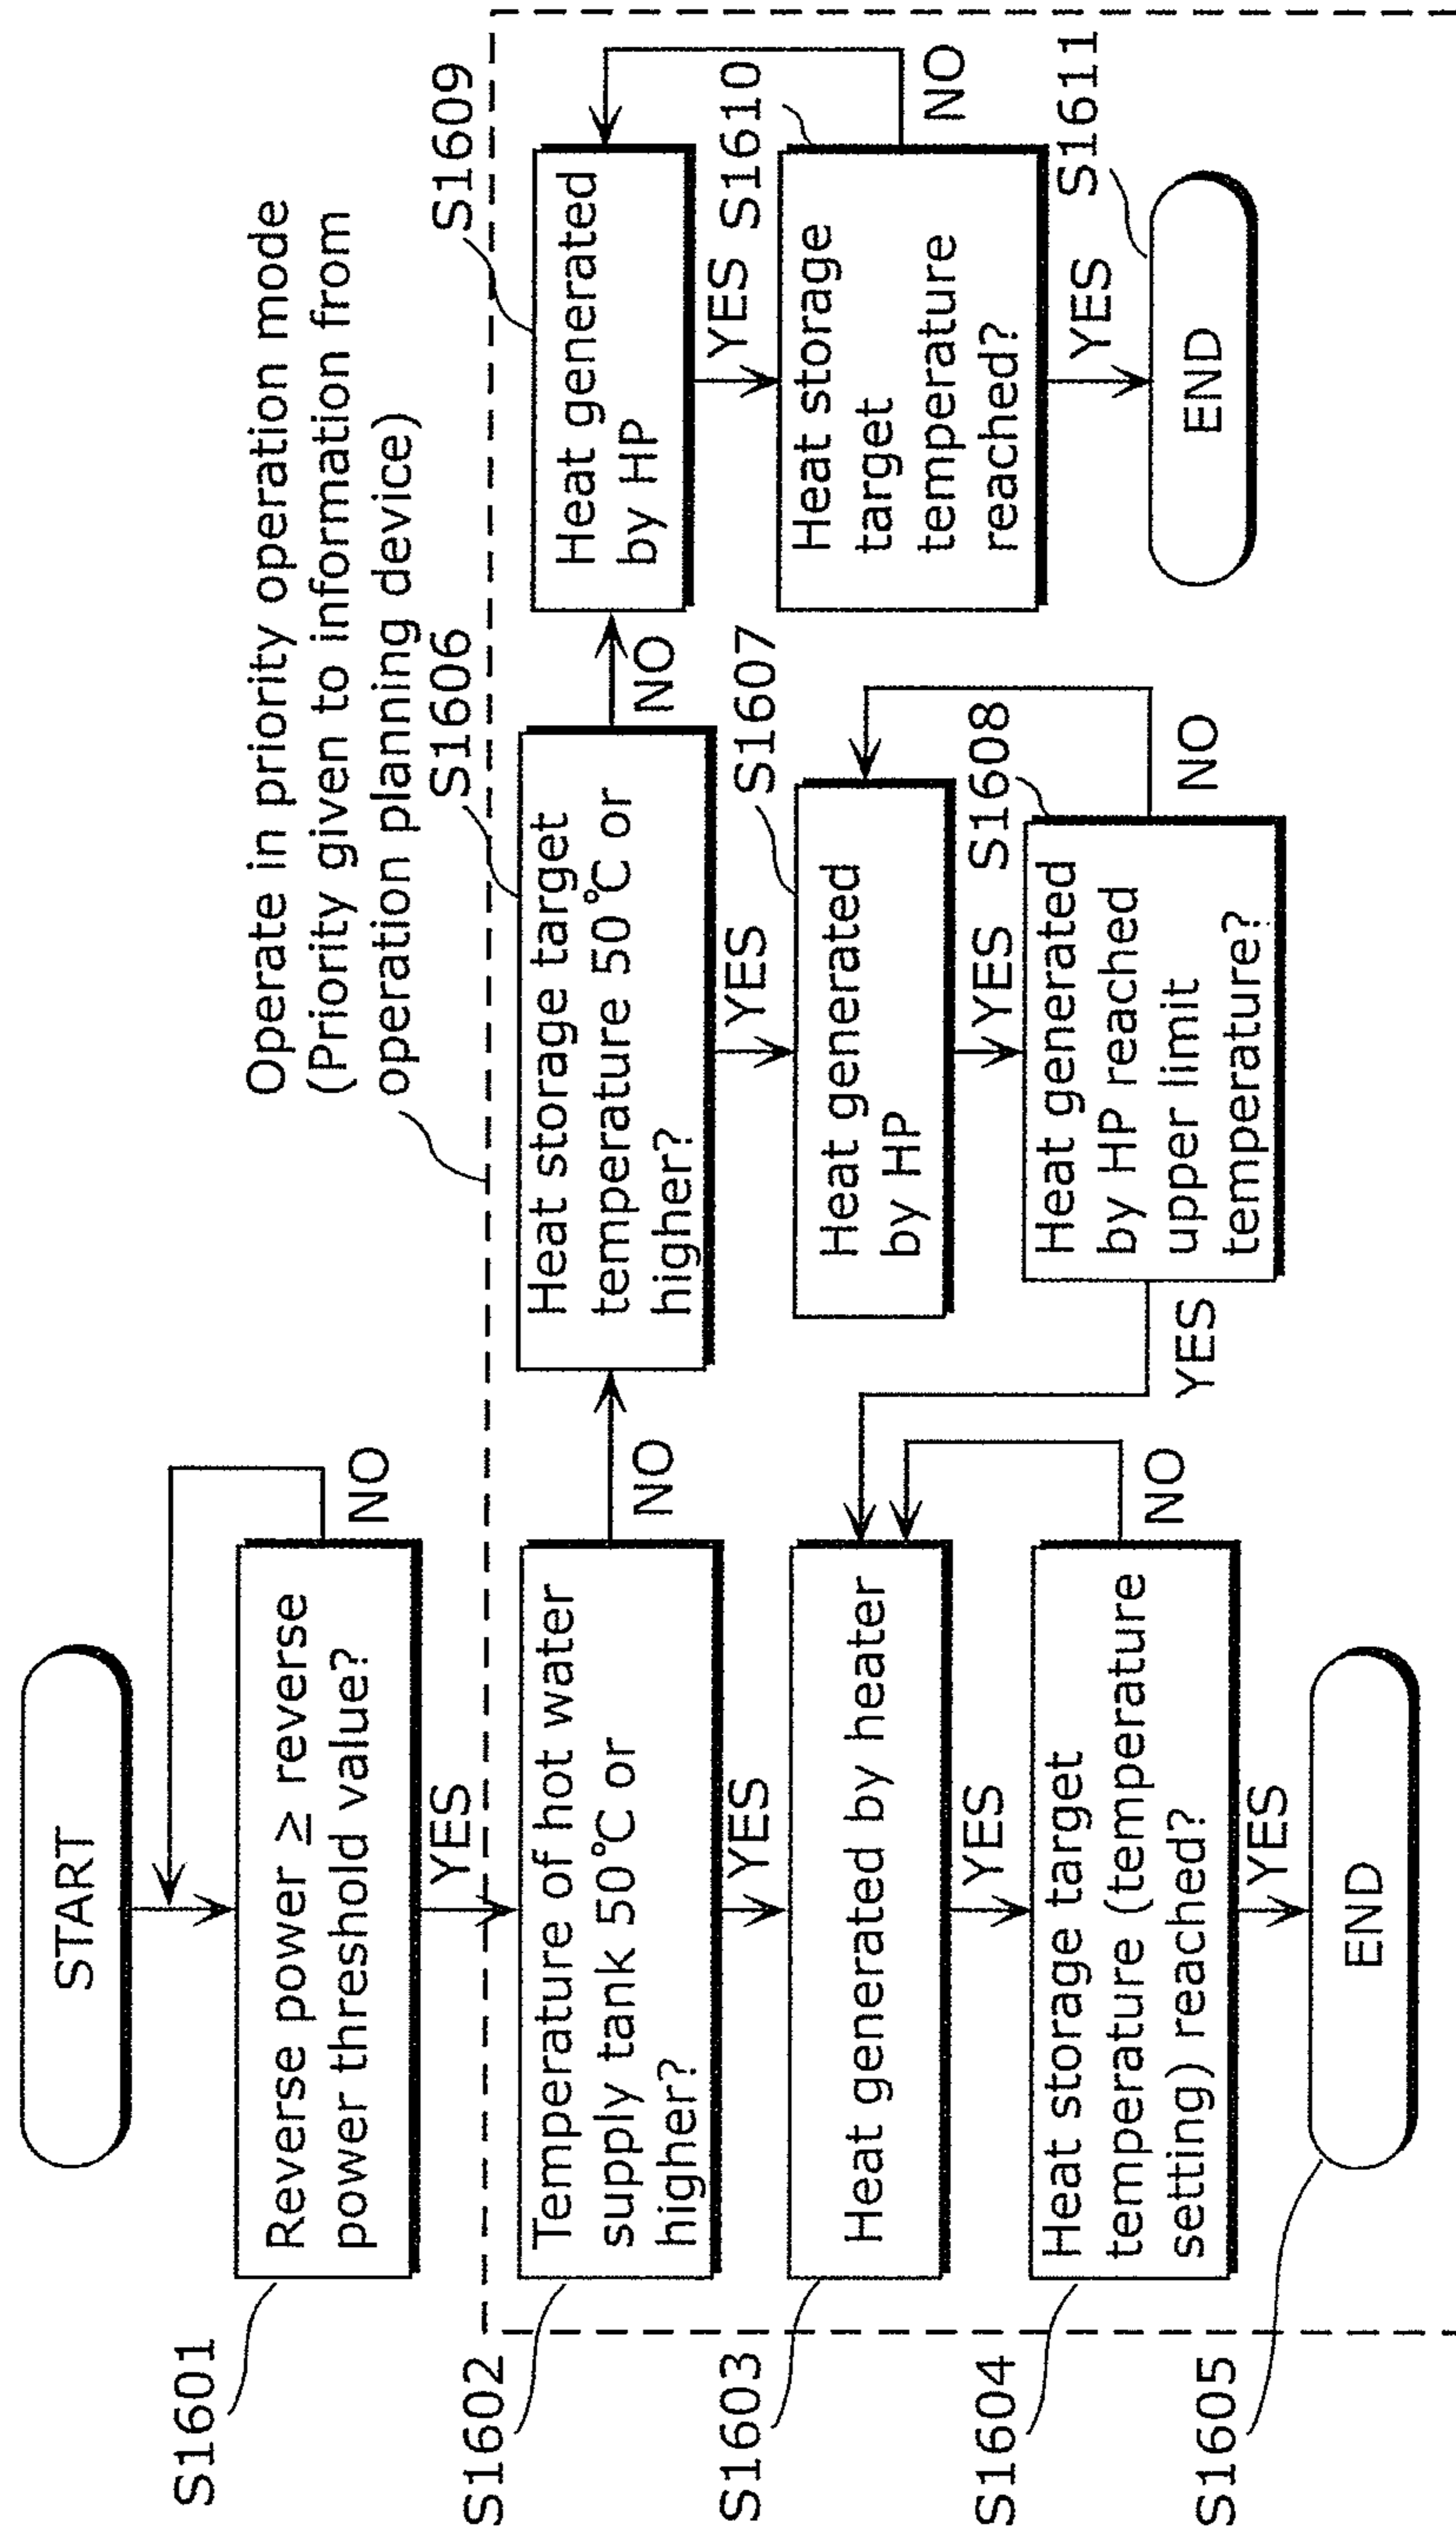 START
S1601
Reverse power ≥ reverse
power threshold value?
NO
YES
Operate in priority operation mode
(Priority given to information from
operation planning device)
S1602
Temperature of hot water
supply tank 50°C or
higher?
NO
YES
S1603
Heat generated by heater
YES
S1604
Heat storage target
temperature (temperature
setting) reached?
NO
YES
S1605
END
S1606
Heat storage target
temperature 50°C or
higher?
NO
YES
S1607
Heat generated
by HP
YES
S1608
Heat generated
by HP reached
upper limit
temperature?
NO
YES
S1609
Heat generated
by HP
YES
S1610
Heat storage
target
temperature
reached?
NO
YES
S1611
END